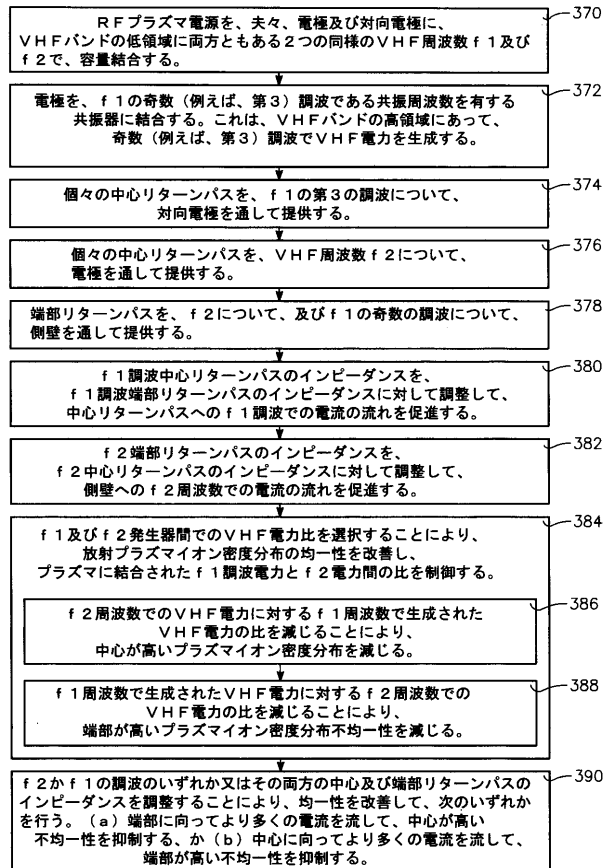 RFプラズマ電源を、夫々、電極及び対向電極に、
VHFバンドの低領域に両方ともある2つの同様のVHF周波数f1及び
f2で、容量結合する。
370
電極を、f1の奇数（例えば、第3）調波である共振周波数を有する
共振器に結合する。これは、VHFバンドの高領域にあって、
奇数（例えば、第3）調波でVHF電力を生成する。
372
個々の中心リターンパスを、f1の第3の調波について、
対向電極を通して提供する。
374
個々の中心リターンパスを、VHF周波数f2について、
電極を通して提供する。
376
端部リターンパスを、f2について、及びf1の奇数の調波について、
側壁を通して提供する。
378
f1調波中心リターンパスのインピーダンスを、
f1調波端部リターンパスのインピーダンスに対して調整して、
中心リターンパスへのf1調波での電流の流れを促進する。
380
f2端部リターンパスのインピーダンスを、
f2中心リターンパスのインピーダンスに対して調整して、
側壁へのf2周波数での電流の流れを促進する。
382
f1及びf2発生器間でのVHF電力比を選択することにより、
放射プラズマイオン密度分布の均一性を改善し、
プラズマに結合されたf1調波電力とf2電力間の比を制御する。
384
f2周波数でのVHF電力に対するf1周波数で生成された
VHF電力の比を減じることにより、
中心が高いプラズマイオン密度分布を減じる。
386
f1周波数で生成されたVHF電力に対するf2周波数での
VHF電力の比を減じることにより、
端部が高いプラズマイオン密度分布不均一性を減じる。
388
f2かf1の調波のいずれか又はその両方の中心及び端部リターンパスの
インピーダンスを調整することにより、均一性を改善して、次のいずれか
を行う。（a）端部に向ってより多くの電流を流して、中心が高い
不均一性を抑制する、か（b）中心に向ってより多くの電流を流して、
端部が高い不均一性を抑制する。
390